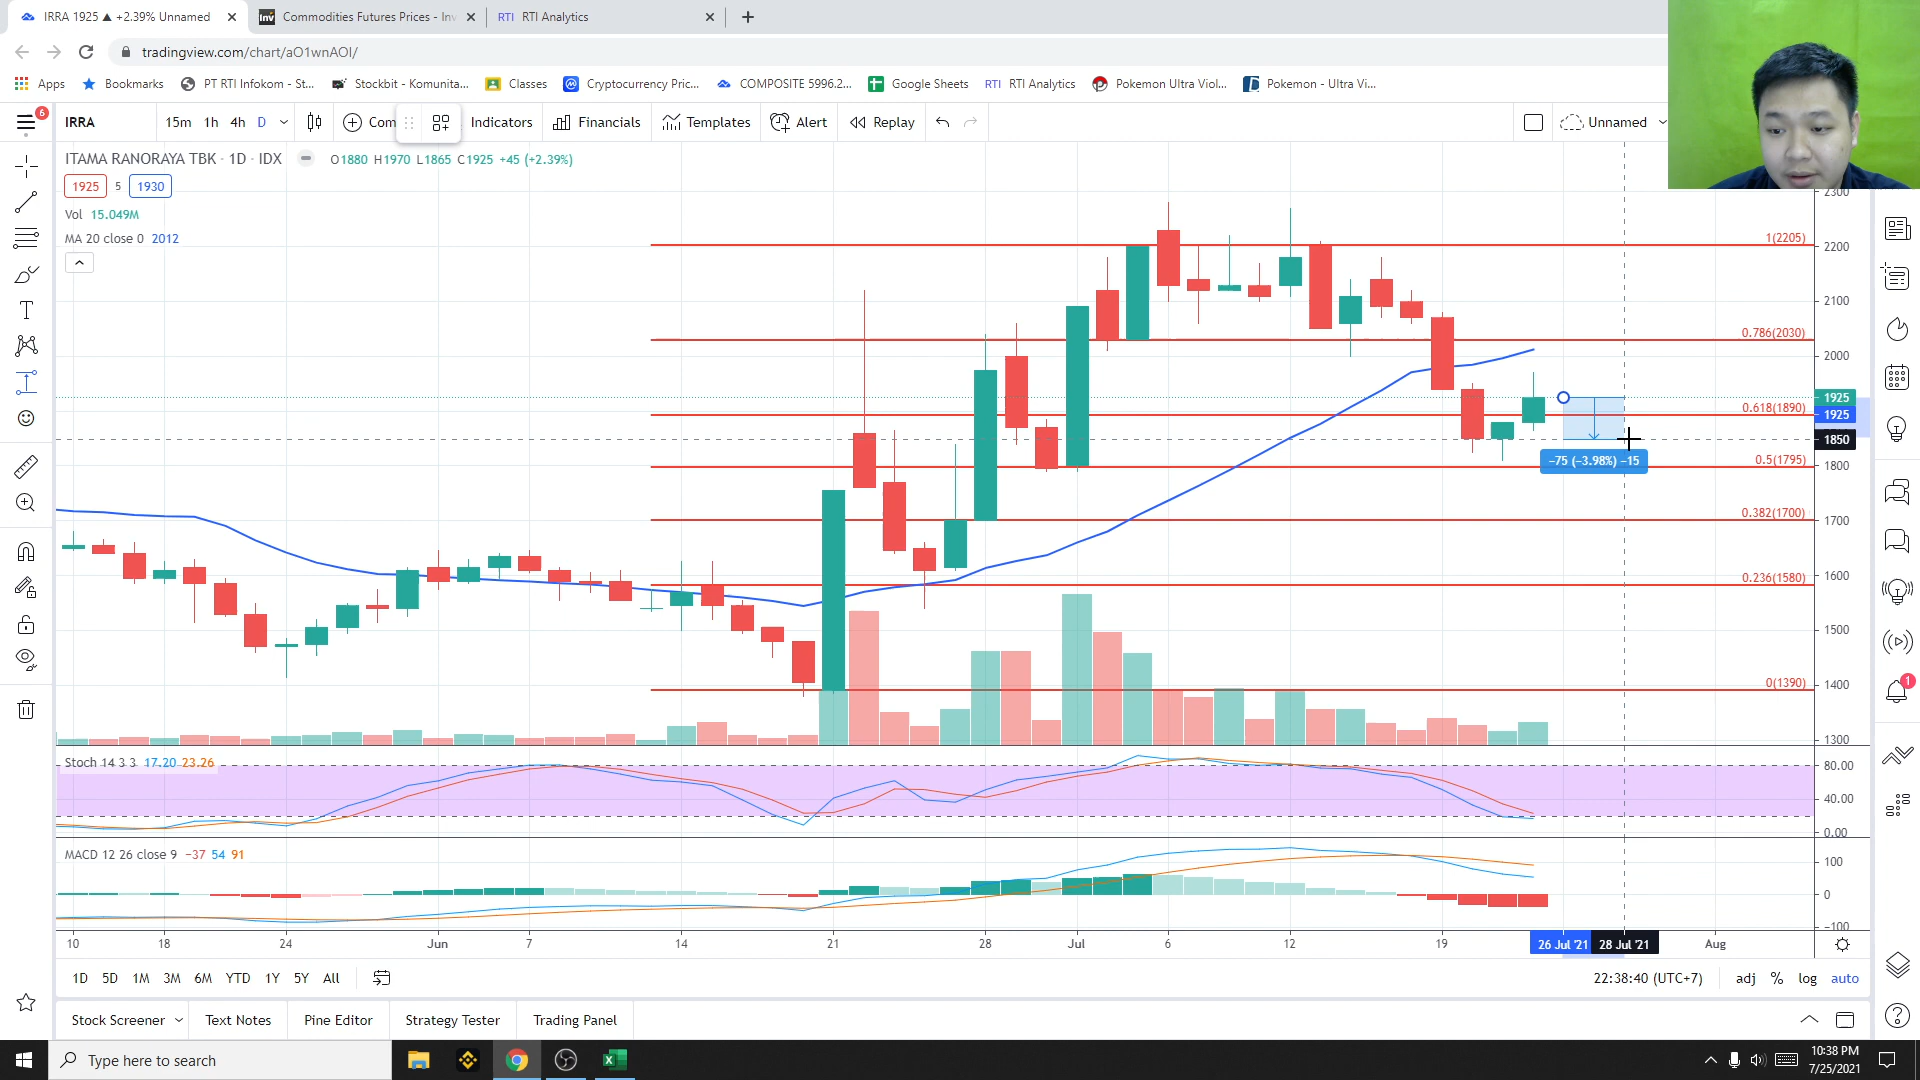 IRRA 1925 ▲ +2.39% Unnamed
Commodities Futures Prices - Inv
RTI RTI Analytics
tradingview.com/chart/aO1wnAOI/
Apps
Bookmarks
PT RTI Infokom - St...
Stockbit - Komunita...
Classes
Cryptocurrency Pric...
COMPOSITE 5996.2...
Google Sheets
RTI RTI Analytics
Pokemon Ultra Viol...
Pokemon - Ultra Vi...
6
IRRA
15m 1h 4h D
Com
Indicators
Financials
Templates
Alert
Replay
Unnamed
ITAMA RANORAYA TBK · 1D · IDX
O1880 H1970 L1865 C1925 +45 (+2.39%)
1925 5 1930
Vol 15.049M
MA 20 close 0 2012
2300
1(2205)
2200
2100
0.786(2030)
2000
1925
0.618(1890)
1925
1850
-75 (-3.98%) -15
0.5(1795)
1800
0.382(1700)
1700
0.236(1580)
1600
1500
0(1390)
1400
1300
1
Stoch 14 3 3 17.20 23.26
80.00
40.00
0.00
MACD 12 26 close 9 -37 54 91
100
0
-100
10 18 24 Jun 7 14 21 28 Jul 6 12 19 26 Jul '21 28 Jul '21 Aug
1D 5D 1M 3M 6M YTD 1Y 5Y All
22:38:40 (UTC+7)
adj % log auto
Stock Screener
Text Notes
Pine Editor
Strategy Tester
Trading Panel
Type here to search
10:38 PM
7/25/2021